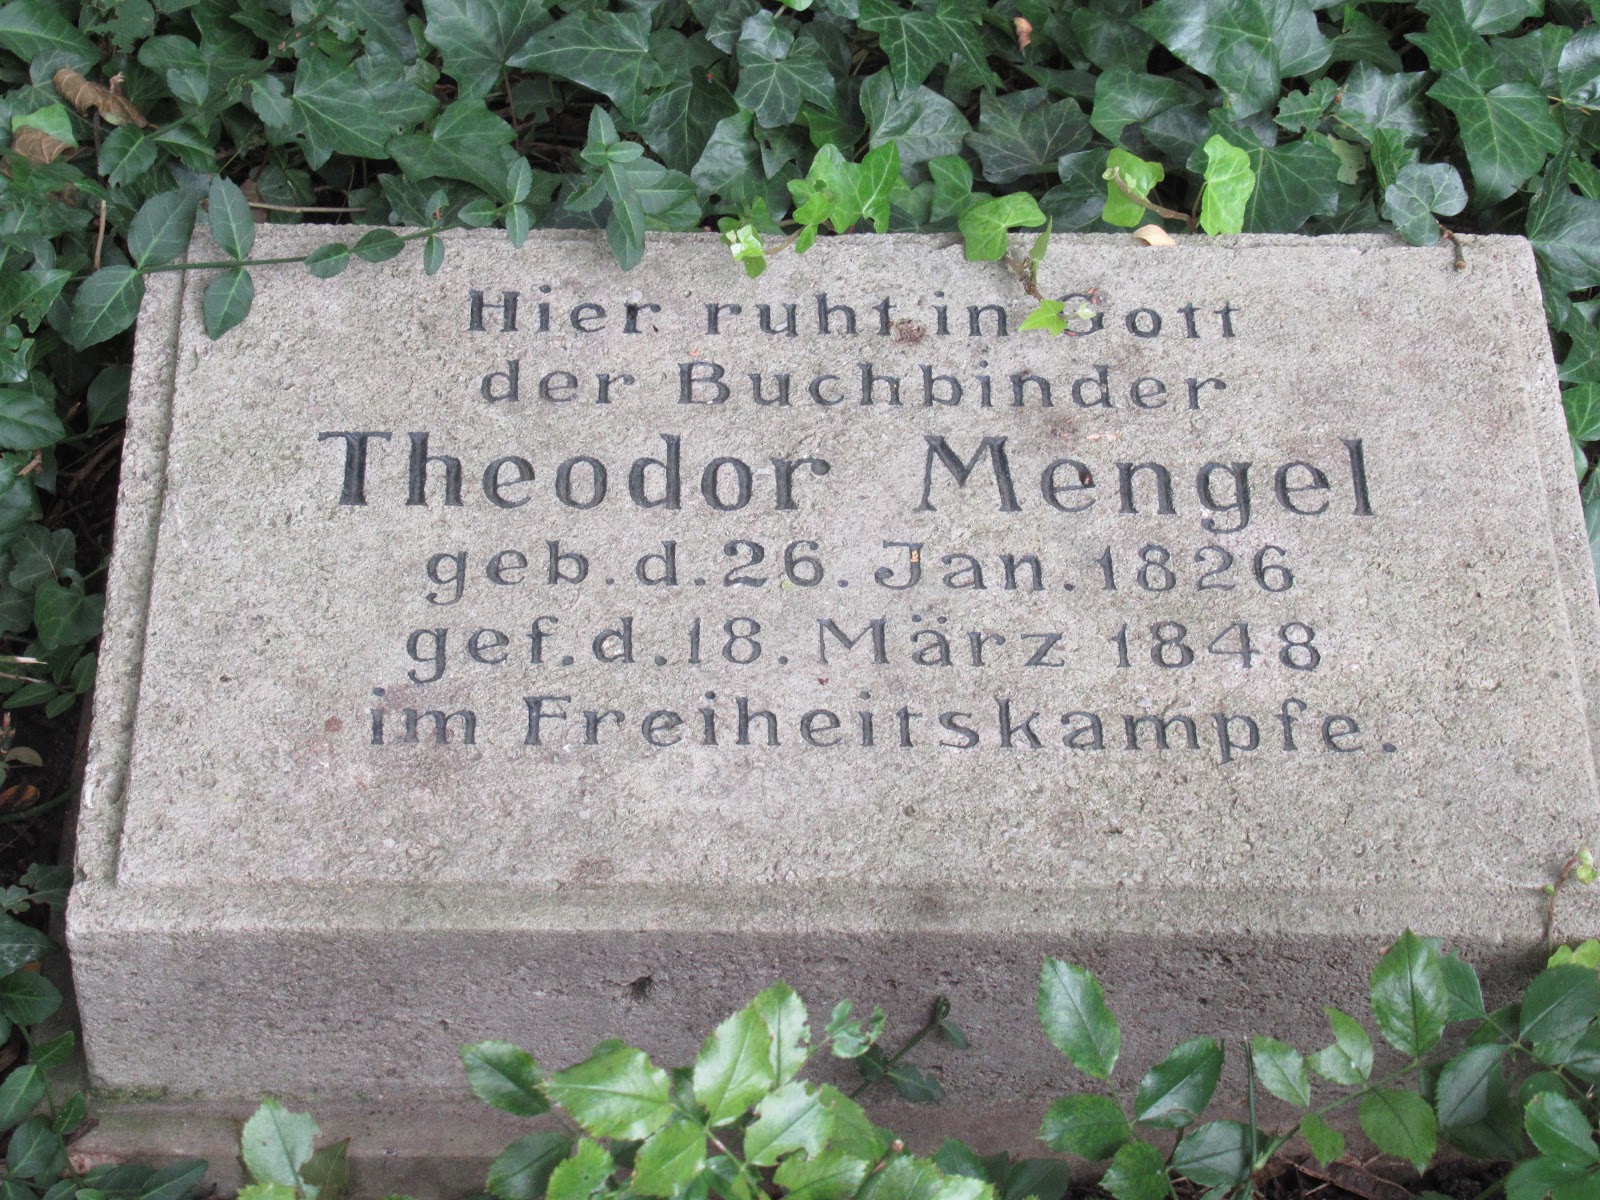 Hier ruht in Gott
der Buchbinder
Theodor Mengel
geb. d. 26. Jan. 1826
gef. d. 18. März 1848
im Freiheitskampfe.